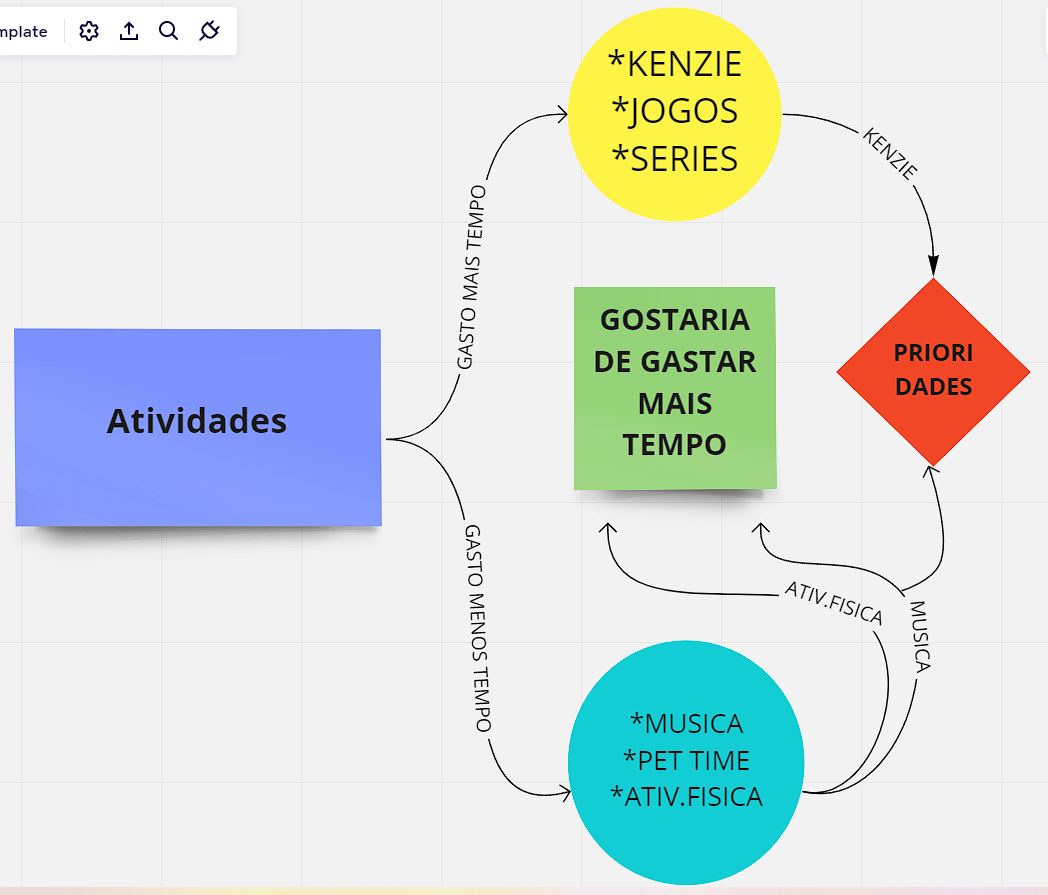 mplate
*KENZIE
*JOGOS
*SERIES
KENZIE
GASTO MAIS TEMPO
GOSTARIA
DE GASTAR
MAIS
TEMPO
PRIORI
DADES
Atividades
GASTO MENOS TEMPO
ATIV.FISICA
MUSICA
*MUSICA
*PET TIME
*ATIV.FISICA